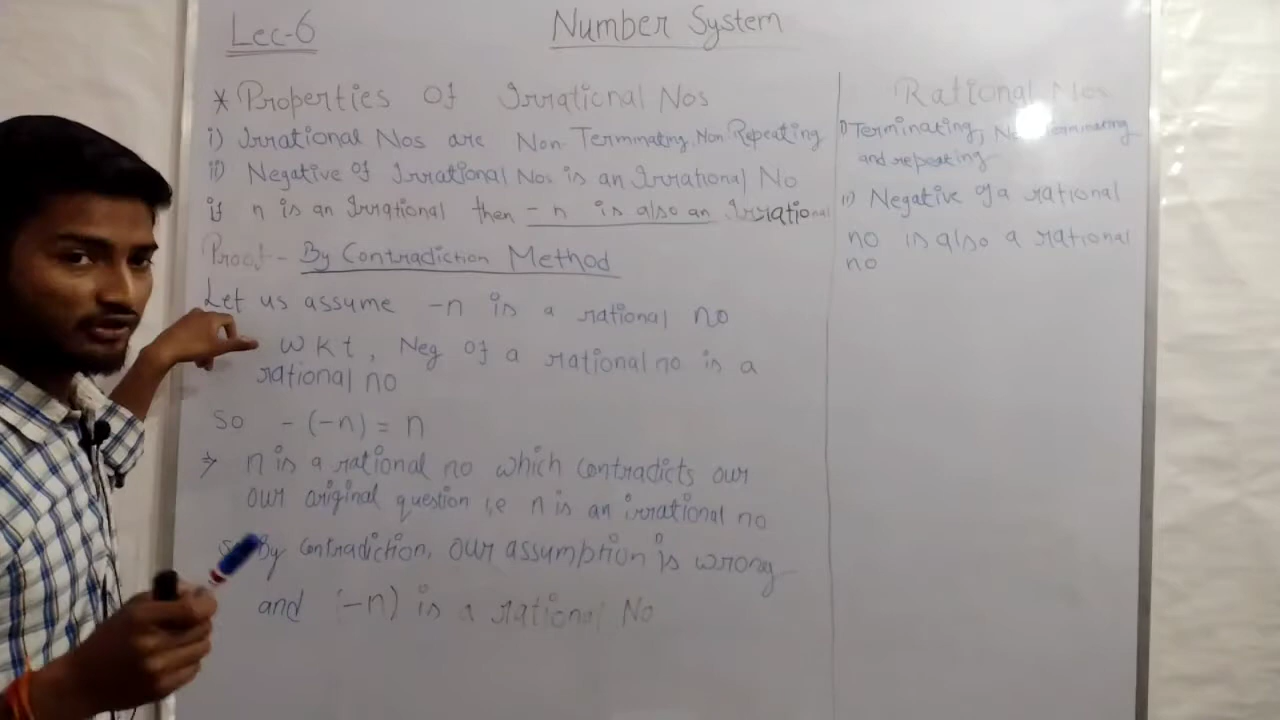 Lec-6
Number System
* Properties of Irrational Nos
i) Irrational Nos are Non-Terminating, Non Repeating
ii) Negative of Irrational Nos is an Irrational No
if n is an Irrational then - n is also an Irrational
Proof - By Contradiction Method
Let us assume -n is a rational no
w k t, Neg of a rational no is a
rational no
so - (-n) = n
⇒ n is a rational no which contradicts our
our original question i,e n is an irrational no
By contradiction, our assumption is wrong
and (-n) is a rational No
Rational Nos
i) Terminating, Non Terminating
and repeating
ii) Negative of a rational
no is also a rational
no